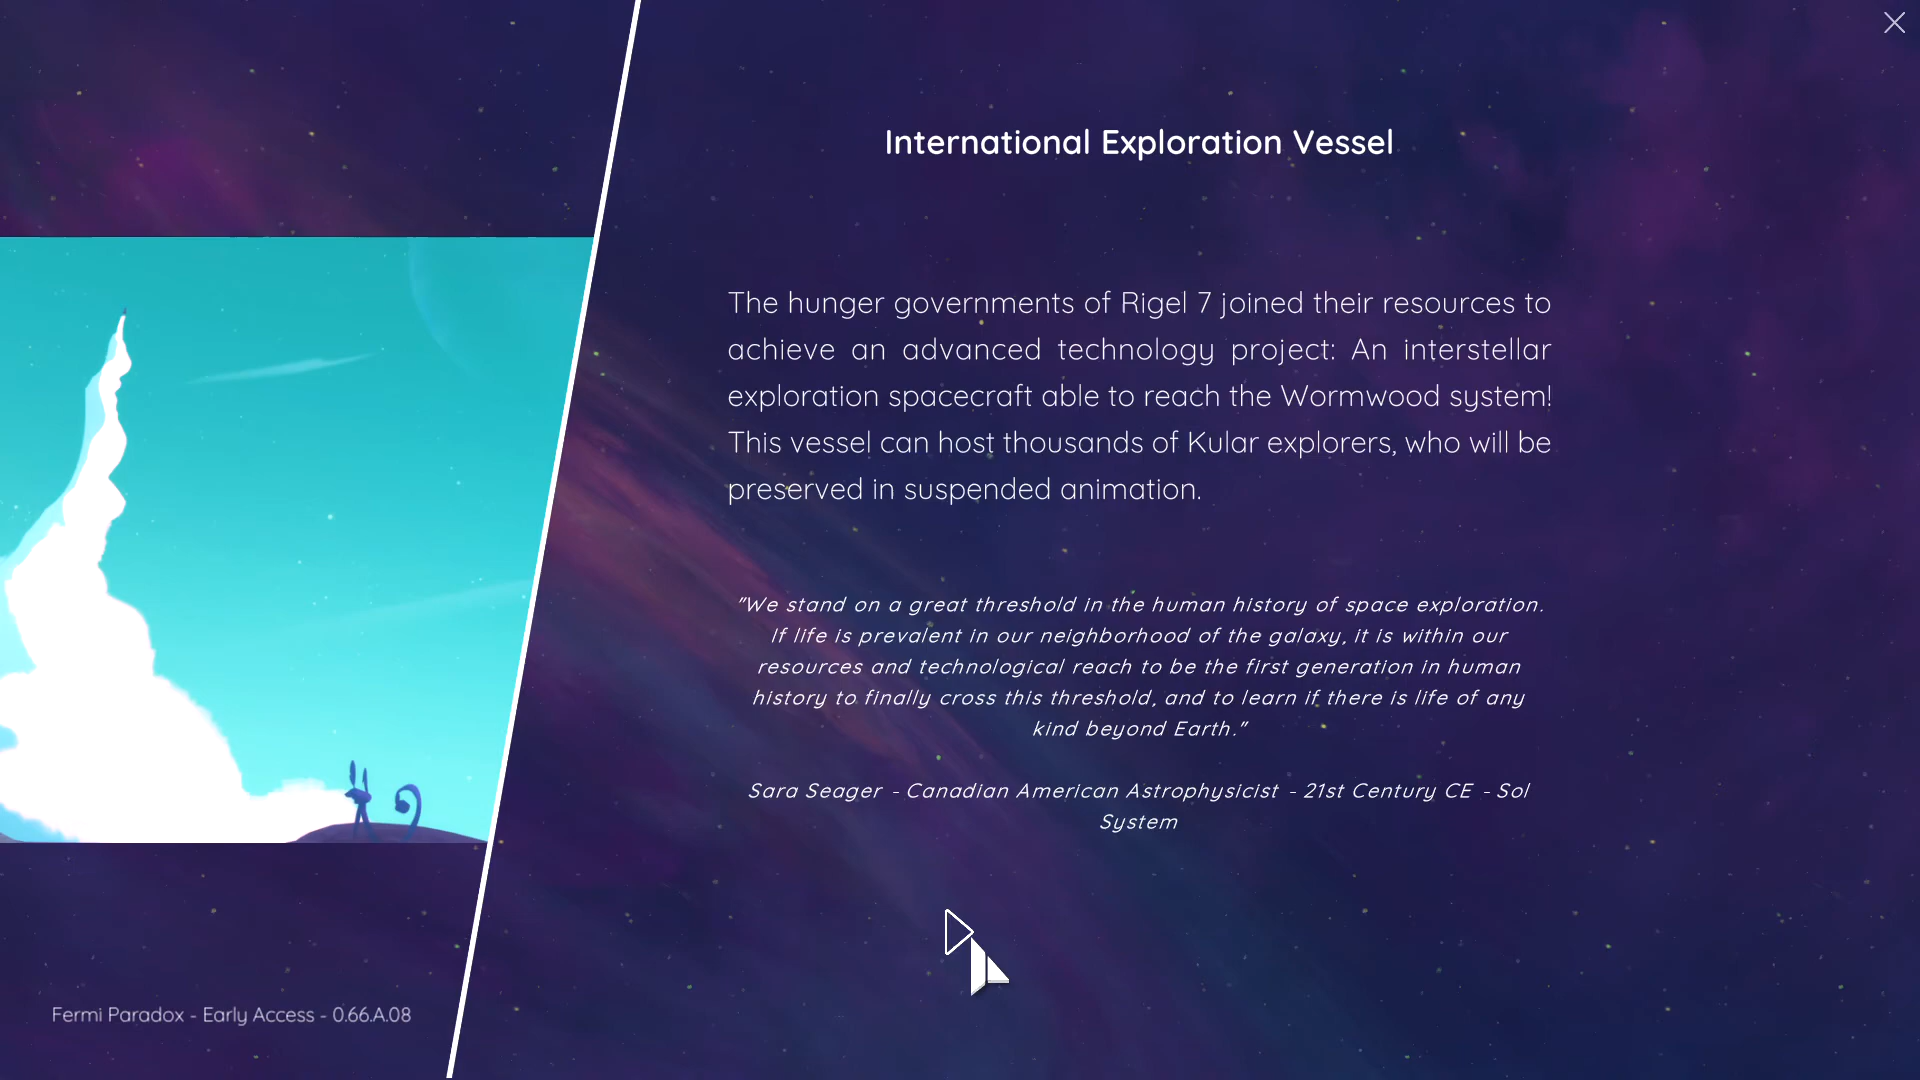 International Exploration Vessel
The hunger governments of Rigel 7 joined their resources to
achieve an advanced technology project: An interstellar
exploration spacecraft able to reach the Wormwood system!
This vessel can host thousands of Kular explorers, who will be
preserved in suspended animation.
"We stand on a great threshold in the human history of space exploration.
If life is prevalent in our neighborhood of the galaxy, it is within our
resources and technological reach to be the first generation in human
history to finally cross this threshold, and to learn if there is life of any
kind beyond Earth."
Sara Seager - Canadian American Astrophysicist - 21st Century CE - Sol
System
Fermi Paradox - Early Access - 0.66.A.08